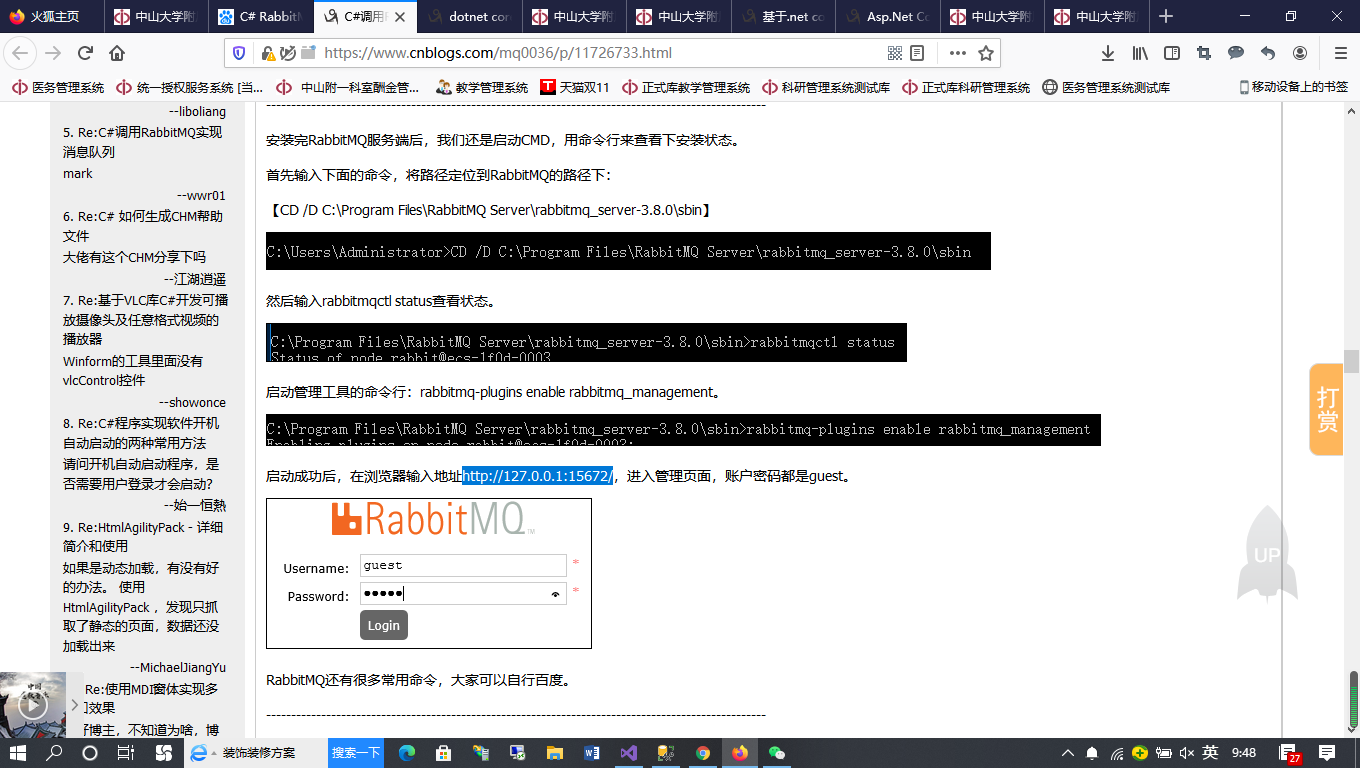 火狐主页
中山大学附
C# Rabbit
C#调用F
dotnet cor
中山大学附
中山大学附
基于.net co
Asp.Net Co
中山大学附
中山大学附
https://www.cnblogs.com/mq0036/p/11726733.html
医务管理系统
统一授权服务系统 [当...
中山附一科室酬金管...
教学管理系统
天猫双11
正式库教学管理系统
科研管理系统测试库
正式库科研管理系统
医务管理系统测试库
移动设备上的书签
--liboliang
5. Re:C#调用RabbitMQ实现
消息队列
mark
--wwr01
6. Re:C# 如何生成CHM帮助
文件
大佬有这个CHM分享下吗
--江湖逍遥
7. Re:基于VLC库C#开发可播
放摄像头及任意格式视频的
播放器
Winform的工具里面没有
vlcControl控件
--showonce
8. Re:C#程序实现软件开机
自动启动的两种常用方法
请问开机自动启动程序，是
否需要用户登录才会启动?
--始一恒熱
9. Re:HtmlAgilityPack - 详细
简介和使用
如果是动态加载，有没有好
的办法。 使用
HtmlAgilityPack ，发现只抓
取了静态的页面，数据还没
加载出来
--MichaelJiangYu
Re:使用MDI窗体实现多
效果
博主，不知道为啥，博
安装完RabbitMQ服务端后，我们还是启动CMD，用命令行来查看下安装状态。
首先输入下面的命令，将路径定位到RabbitMQ的路径下：
【CD /D C:\Program Files\RabbitMQ Server\rabbitmq_server-3.8.0\sbin】
C:\Users\Administrator>CD /D C:\Program Files\RabbitMQ Server\rabbitmq_server-3.8.0\sbin
然后输入rabbitmqctl status查看状态。
C:\Program Files\RabbitMQ Server\rabbitmq_server-3.8.0\sbin>rabbitmqctl status
Status of node rabbit@ecs-1f0d-0003
启动管理工具的命令行：rabbitmq-plugins enable rabbitmq_management。
C:\Program Files\RabbitMQ Server\rabbitmq_server-3.8.0\sbin>rabbitmq-plugins enable rabbitmq_management
Enabling plugins on node rabbit@ecs-1f0d-0003:
启动成功后，在浏览器输入地址http://127.0.0.1:15672/，进入管理页面，账户密码都是guest。
RabbitMQ
Username: guest *
Password: ●●●●● *
Login
RabbitMQ还有很多常用命令，大家可以自行百度。
打
赏
UP
装饰装修方案
搜索一下
英
9:48
27